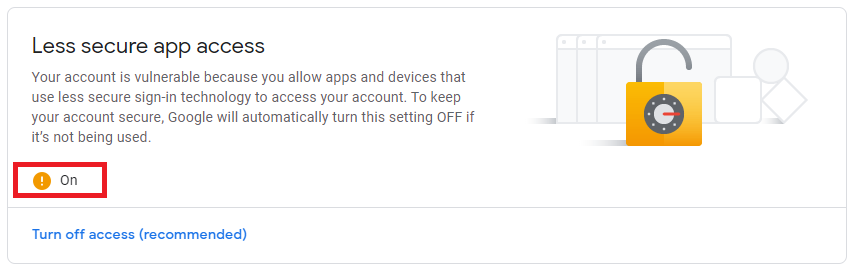 Less secure app access
Your account is vulnerable because you allow apps and devices that
use less secure sign-in technology to access your account. To keep
your account secure, Google will automatically turn this setting OFF if
it's not being used.
On
Turn off access (recommended)